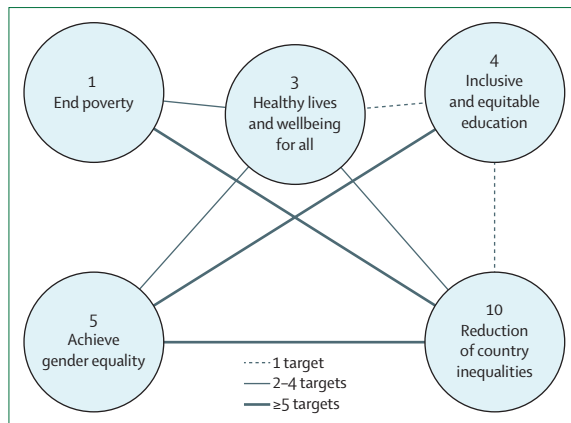 1
End poverty
3
Healthy lives
and wellbeing
for all
4
Inclusive
and equitable
education
5
Achieve
gender equality
10
Reduction
of country
inequalities
1 target
2–4 targets
≥5 targets